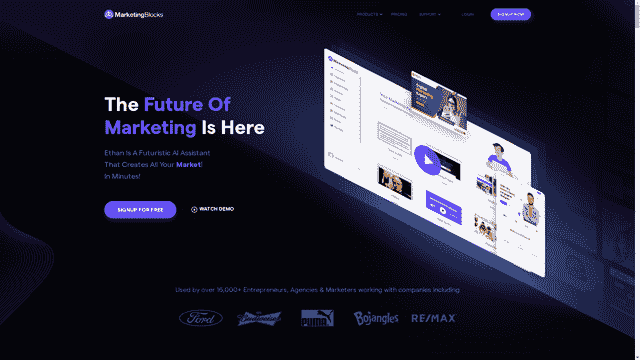 MarketingBlocks
PRODUCTS
PRICING
SUPPORT
LOGIN
SIGNUP NOW
The Future Of
Marketing Is Here
Ethan Is A Futuristic AI Assistant
That Creates All Your Market!
In Minutes!
SIGNUP FOR FREE
WATCH DEMO
Used by over 15,000+ Entrepreneurs, Agencies & Marketers working with companies including
Ford
PUMA
Bojangles
RE/MAX